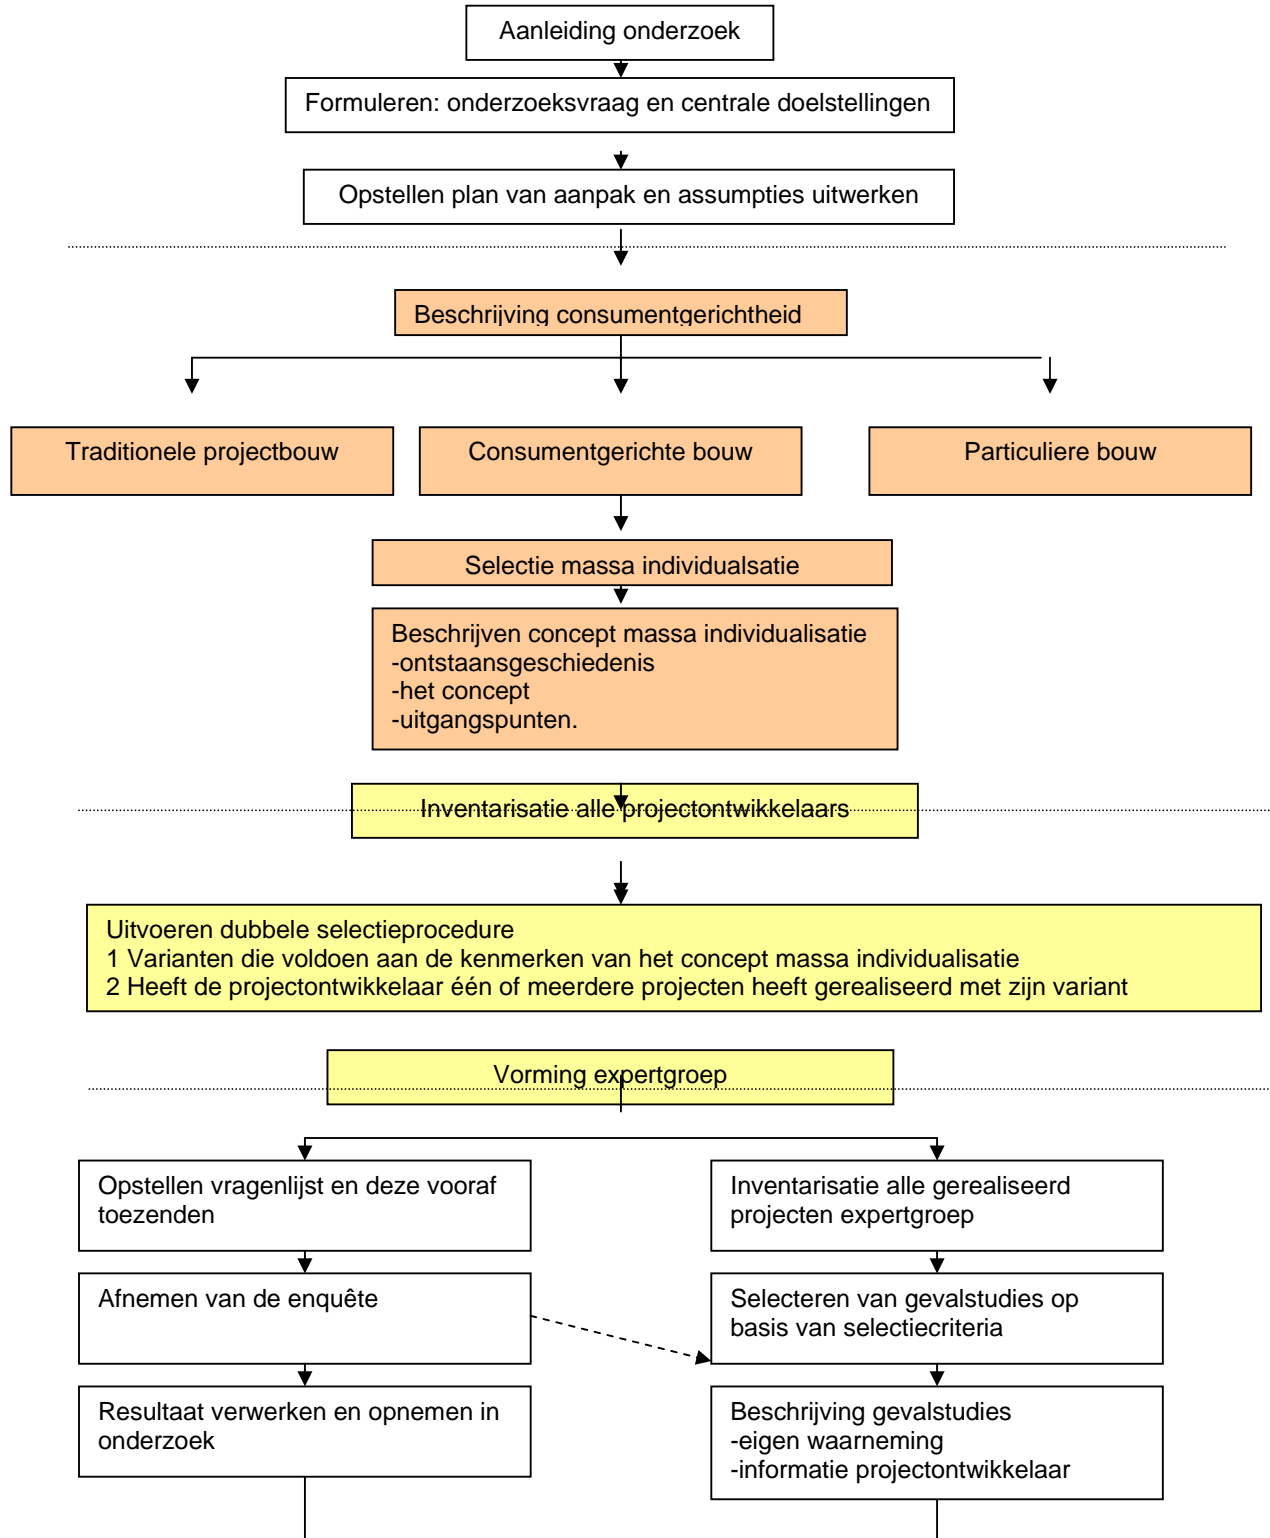 Aanleiding onderzoek
Formuleren: onderzoeksvraag en centrale doelstellingen
Opstellen plan van aanpak en assumpties uitwerken
Beschrijving consumentgerichtheid
Traditionele projectbouw
Consumentgerichte bouw
Particuliere bouw
Selectie massa individualsatie
Beschrijven concept massa individualisatie
-ontstaansgeschiedenis
-het concept
-uitgangspunten.
Inventarisatie alle projectontwikkelaars
Uitvoeren dubbele selectieprocedure
1 Varianten die voldoen aan de kenmerken van het concept massa individualisatie
2 Heeft de projectontwikkelaar één of meerdere projecten heeft gerealiseerd met zijn variant
Vorming expertgroep
Opstellen vragenlijst en deze vooraf
toezenden
Inventarisatie alle gerealiseerd
projecten expertgroep
Afnemen van de enquête
Selecteren van gevalstudies op
basis van selectiecriteria
Resultaat verwerken en opnemen in
onderzoek
Beschrijving gevalstudies
-eigen waarneming
-informatie projectontwikkelaar